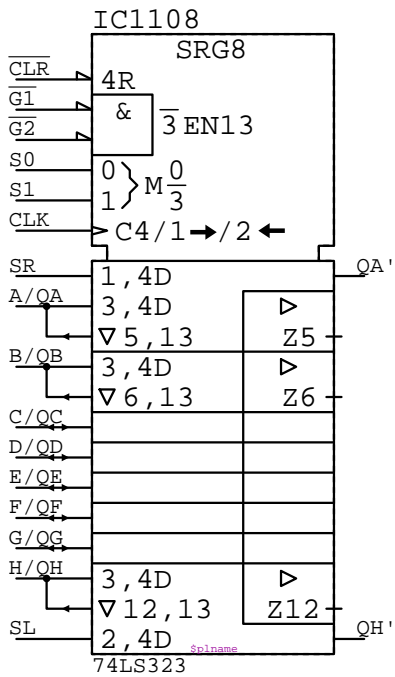 IC1108
SRG8
CLR 4R
G1 & 3EN13
G2
S0 0 M 0
S1 1 3
CLK C4/1→/2←
SR 1,4D QA'
A/QA 3,4D ▷
▽5,13 Z5
B/QB 3,4D ▷
▽6,13 Z6
C/QC
D/QD
E/QE
F/QF
G/QG
H/QH 3,4D ▷
▽12,13 Z12
SL 2,4D $plname QH'
74LS323